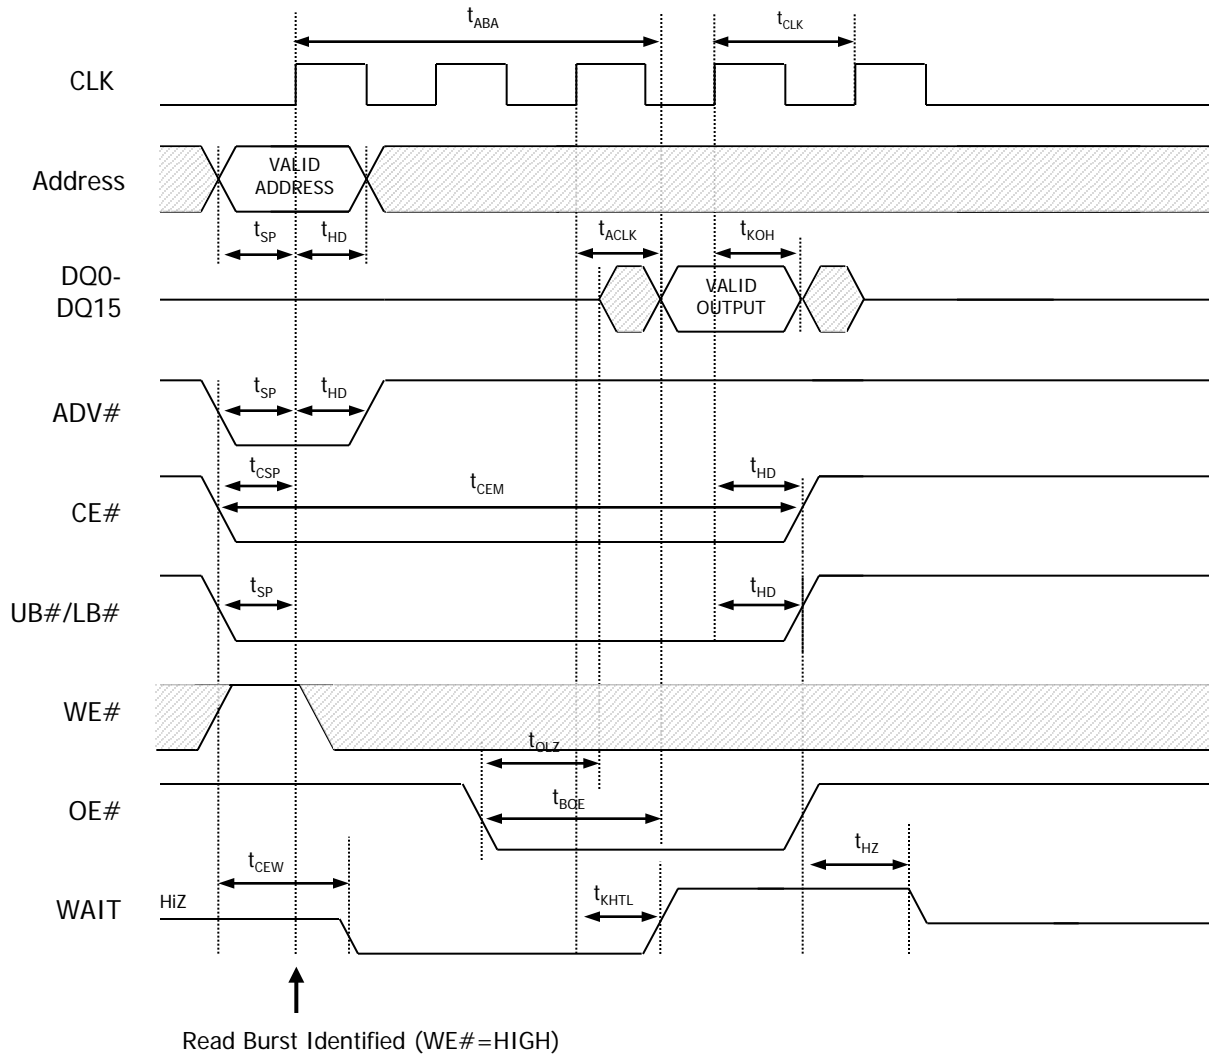 tABA
tCLK
CLK
Address
VALID
ADDRESS
tSP
tHD
tACLK
tKOH
DQ0-
DQ15
VALID
OUTPUT
ADV#
tSP
tHD
CE#
tCSP
tCEM
tHD
UB#/LB#
tSP
tHD
WE#
tOLZ
OE#
tBOE
tHZ
tCEW
WAIT
HiZ
tKHTL
Read Burst Identified (WE#=HIGH)